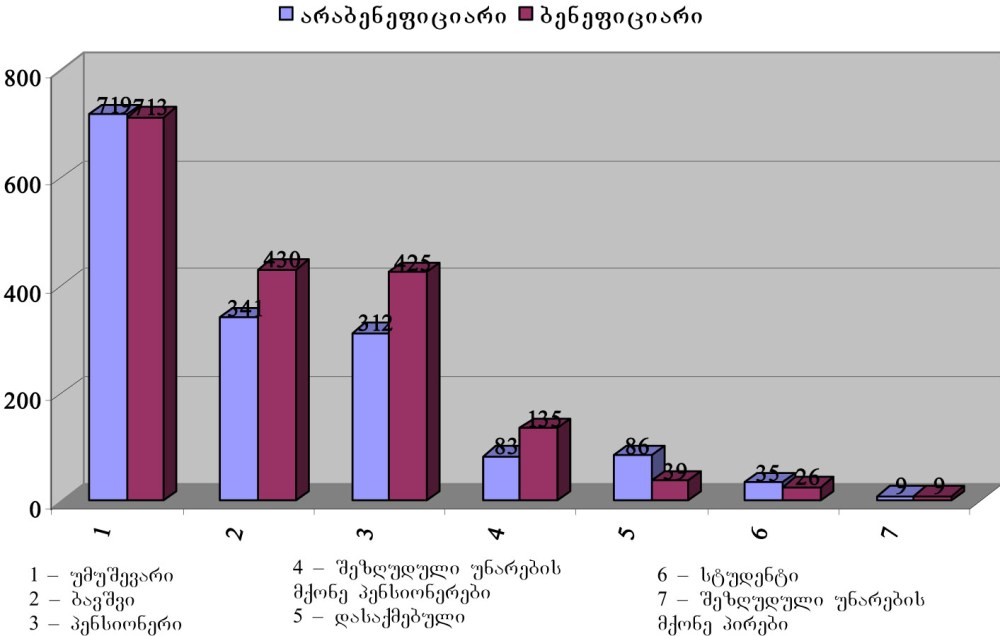 არაბენეფიციარი ბენეფიციარი
800
719 713
600
430 425
400
341 312
200
135
83 86
39 35 26
9 9
0
1 2 3 4 5 6 7
1 – უმუშევარი
2 – ბავშვი
3 – პენსიონერი
4 – შეზღუდული უნარების
მქონე პენსიონერები
5 – დასაქმებული
6 – სტუდენტი
7 – შეზღუდული უნარების
მქონე პირები